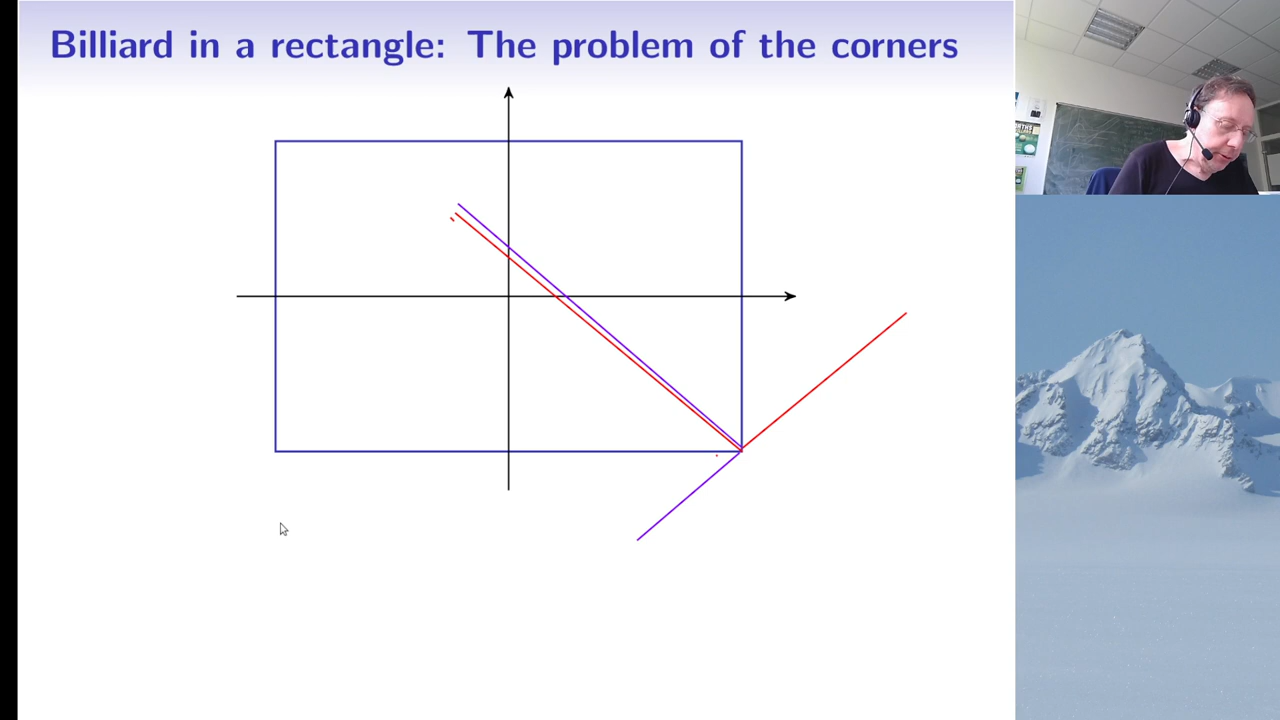 Billiard in a rectangle: The problem of the corners